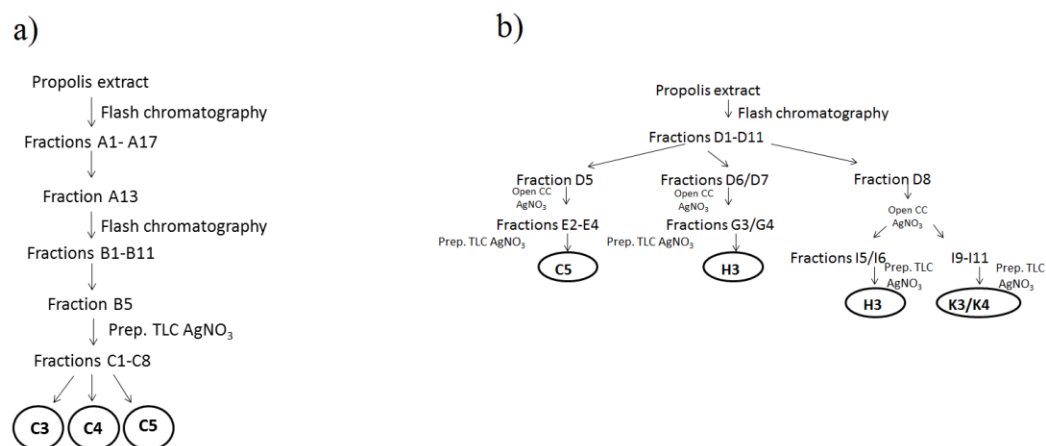 a)
Propolis extract
Flash chromatography
Fractions A1- A17
Fraction A13
Flash chromatography
B1-B11
Fraction B5
Prep. TLC AgNO₃
Fractions C1-C8
C3 C4 C5
b)
Propolis extract
Flash chromatography
Fractions D1-D11
Fraction D5 Fractions D6/D7 Fraction D8
Open CC
AgNO₃
Open CC
AgNO₃
Open CC
AgNO₃
Fractions E2-E4 Fractions G3/G4
Prep. TLC AgNO₃ Prep. TLC AgNO₃
C5 H3
Fractions I5/I6 I9-I11
Prep. TLC
AgNO₃
Prep. TLC
AgNO₃
H3 K3/K4